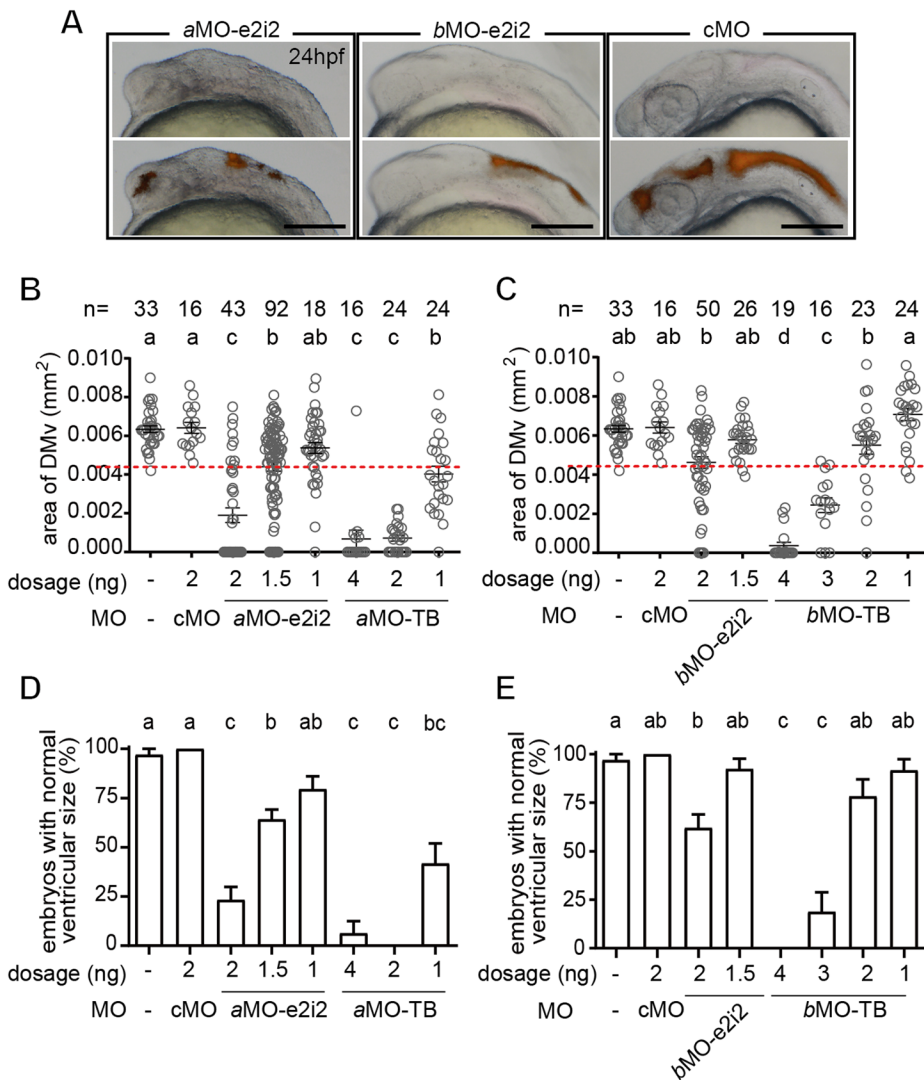 A
aMO-e2i2 bMO-e2i2 cMO
24hpf
B
n= 33 16 43 92 18 16 24 24
a a c b ab c c b
area of DMv (mm2)
0.010
0.008
0.006
0.004
0.002
0.000
dosage (ng) - 2 2 1.5 1 4 2 1
MO - cMO aMO-e2i2 aMO-TB
C
33 16 50 26 19 16 23 24
ab ab b ab d c b a
area of DMv (mm2)
0.010
0.008
0.006
0.004
0.002
0.000
dosage (ng) - 2 2 1.5 4 3 2 1
MO - cMO bMO-e2i2 bMO-TB
D
a a c b ab c c bc
embryos with normal
ventricular size (%)
100
75
50
25
0
dosage (ng) - 2 2 1.5 1 4 2 1
MO - cMO aMO-e2i2 aMO-TB
E
a ab b ab c c ab ab
embryos with normal
ventricular size (%)
100
75
50
25
0
dosage (ng) - 2 2 1.5 4 3 2 1
MO - cMO bMO-e2i2 bMO-TB